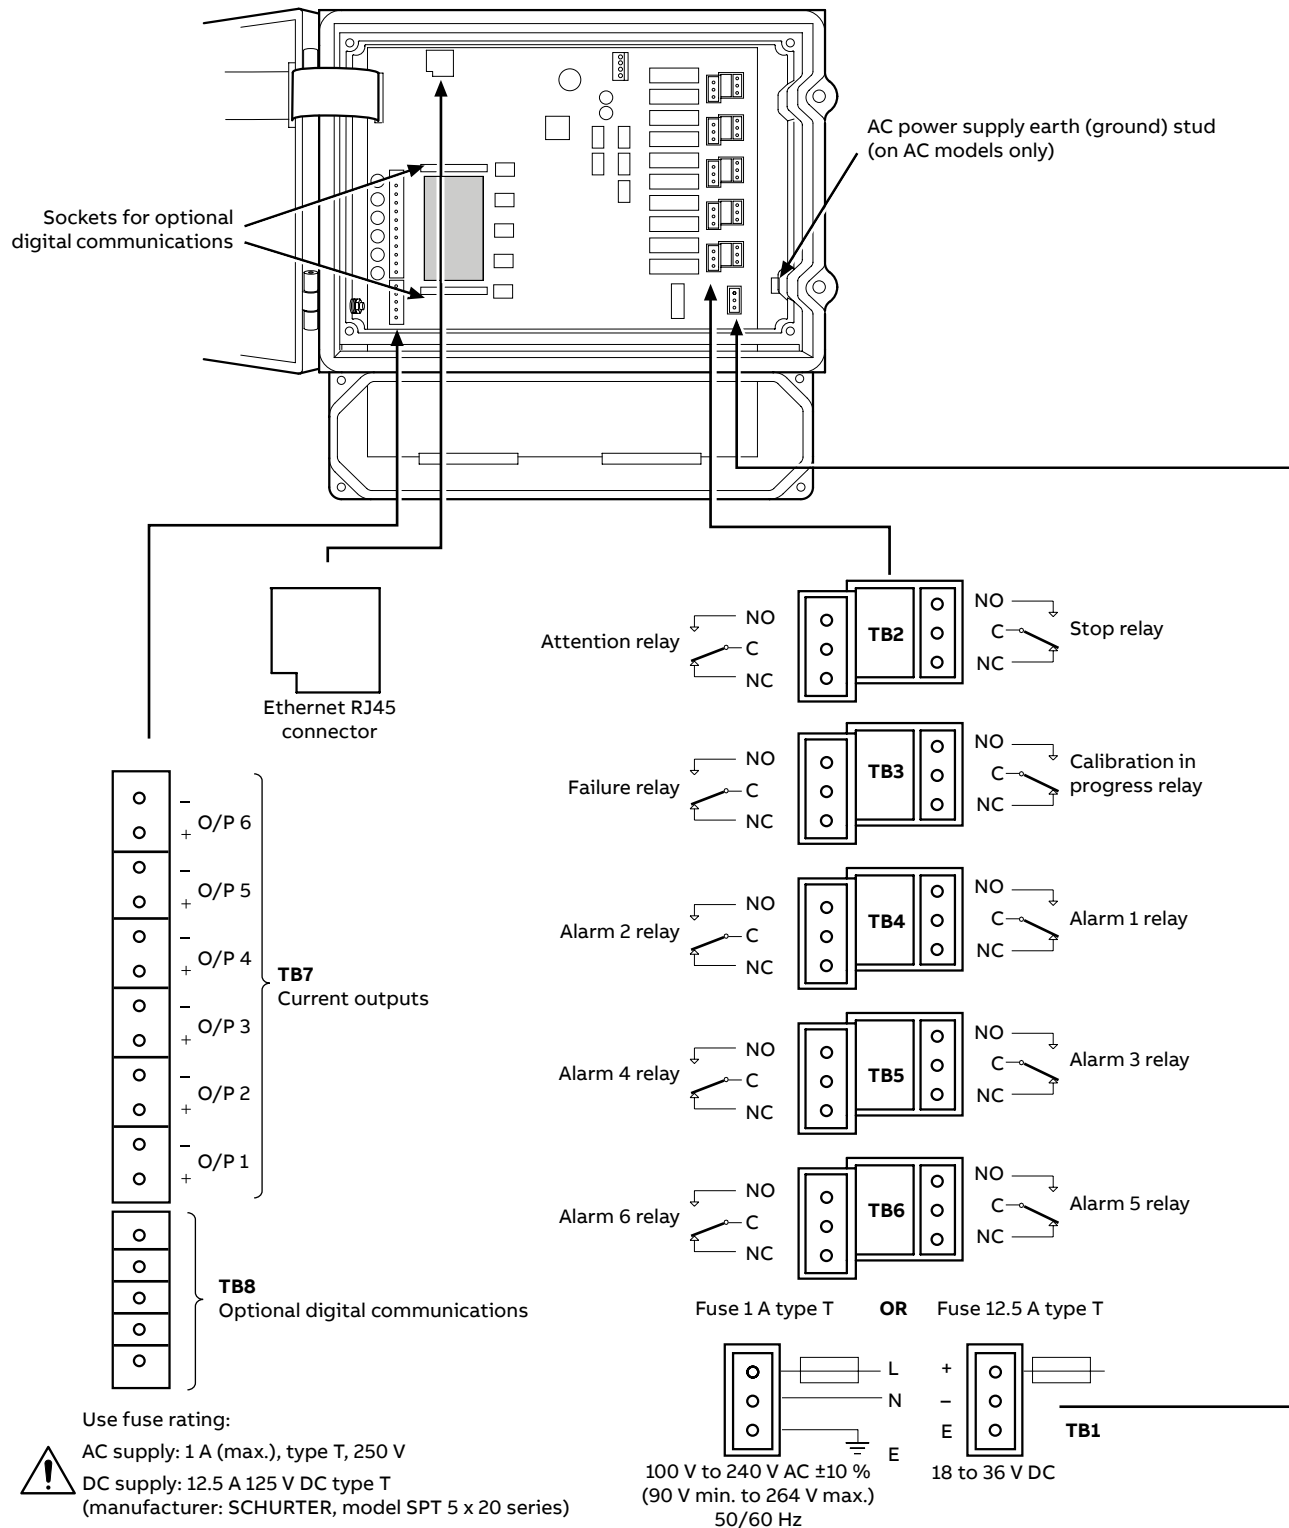 AC power supply earth (ground) stud
(on AC models only)
Sockets for optional
digital communications
Ethernet RJ45
connector
Attention relay
NO
C
NC
TB2
NO
C
NC
Stop relay
Failure relay
NO
C
NC
TB3
NO
C
NC
Calibration in
progress relay
Alarm 2 relay
NO
C
NC
TB4
NO
C
NC
Alarm 1 relay
Alarm 4 relay
NO
C
NC
TB5
NO
C
NC
Alarm 3 relay
Alarm 6 relay
NO
C
NC
TB6
NO
C
NC
Alarm 5 relay
–
+ O/P 6
–
+ O/P 5
–
+ O/P 4
–
+ O/P 3
–
+ O/P 2
–
+ O/P 1
TB7
Current outputs
TB8
Optional digital communications
Fuse 1 A type T OR Fuse 12.5 A type T
L
N
E
+
–
E
TB1
100 V to 240 V AC ±10 %
(90 V min. to 264 V max.)
50/60 Hz
18 to 36 V DC
Use fuse rating:
AC supply: 1 A (max.), type T, 250 V
DC supply: 12.5 A 125 V DC type T
(manufacturer: SCHURTER, model SPT 5 x 20 series)